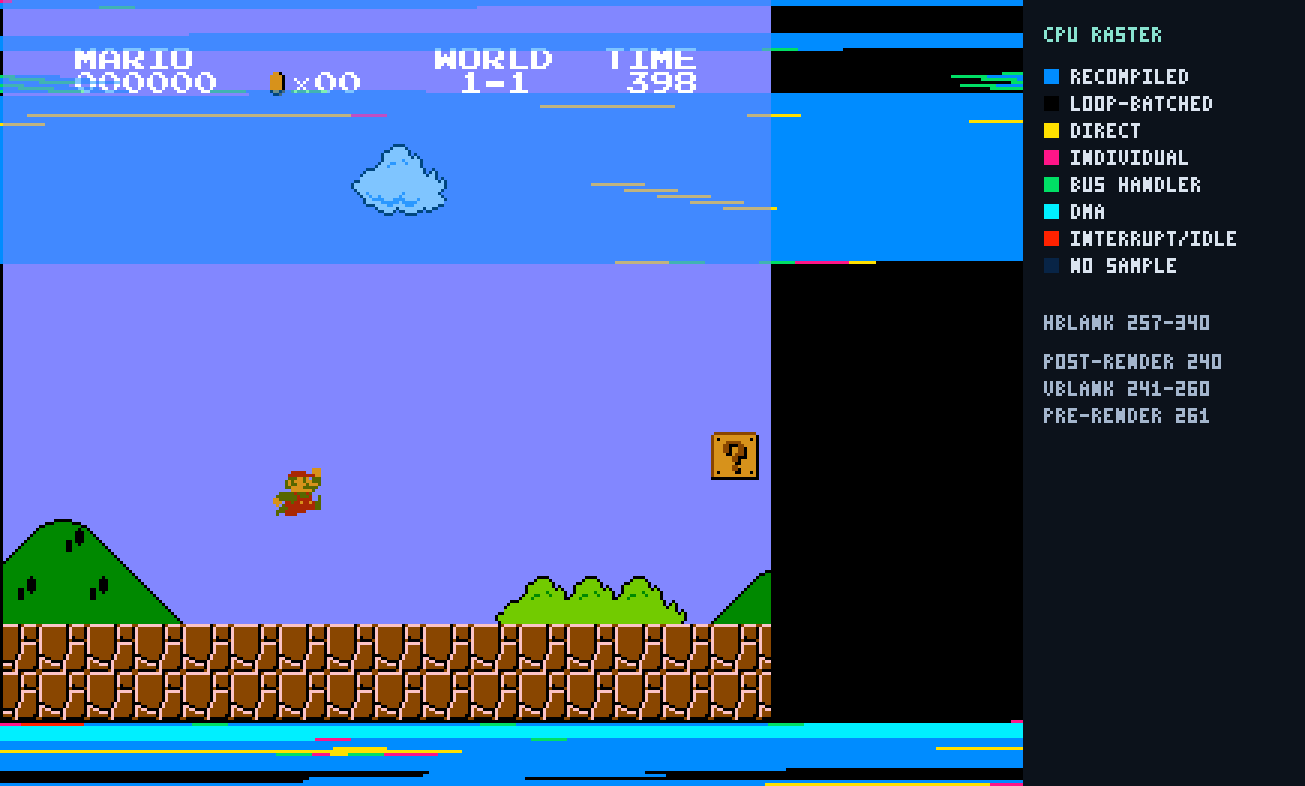 MARIO WORLD TIME
000000 x00 1-1 398
?
CPU RASTER
RECOMPILED
LOOP-BATCHED
DIRECT
INDIVIDUAL
BUS HANDLER
DMA
INTERRUPT/IDLE
NO SAMPLE
HBLANK 257-340
POST-RENDER 240
VBLANK 241-260
PRE-RENDER 261